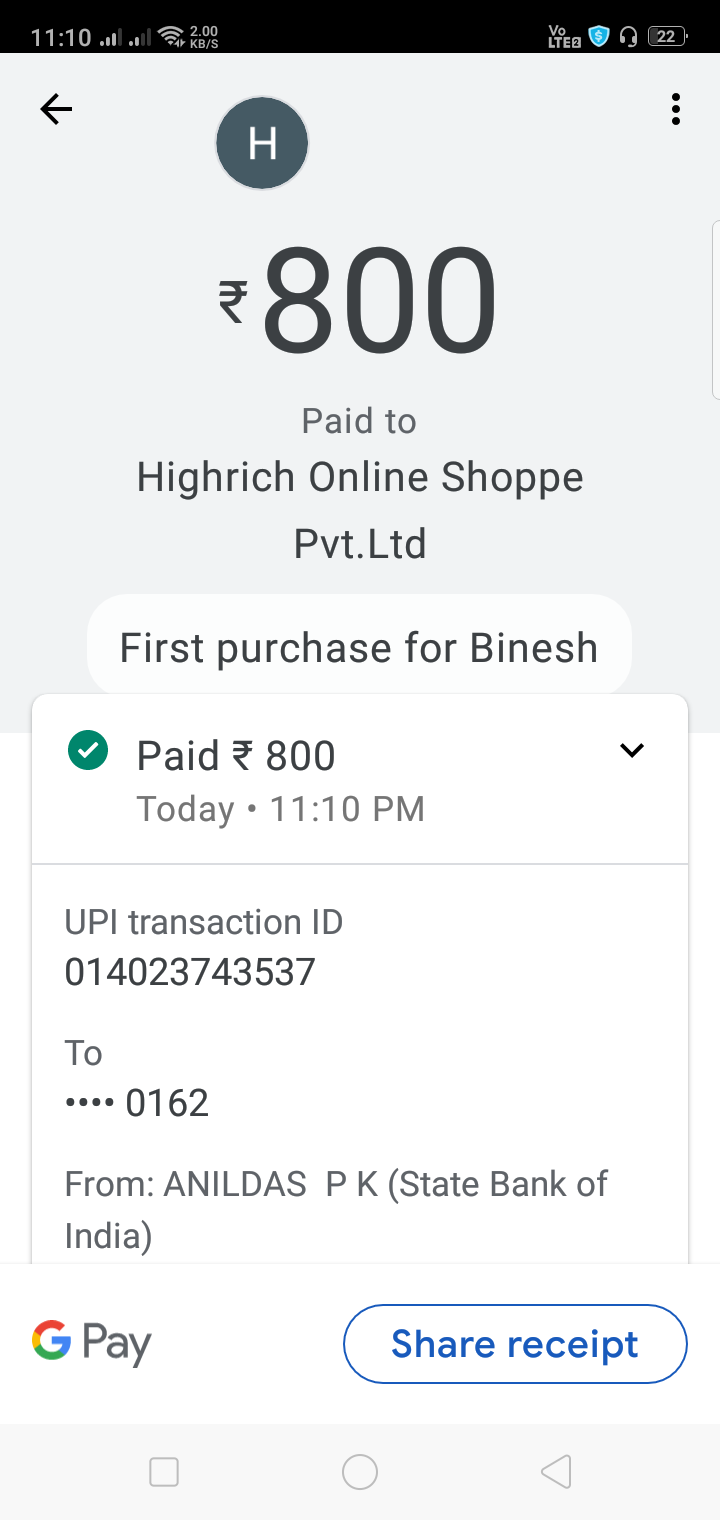 11:10 2.00 KB/S Vo LTE2 22
H
₹800
Paid to
Highrich Online Shoppe
Pvt.Ltd
First purchase for Binesh
Paid ₹ 800
Today • 11:10 PM
UPI transaction ID
014023743537
To
•••• 0162
From: ANILDAS  P K (State Bank of
India)
G Pay
Share receipt